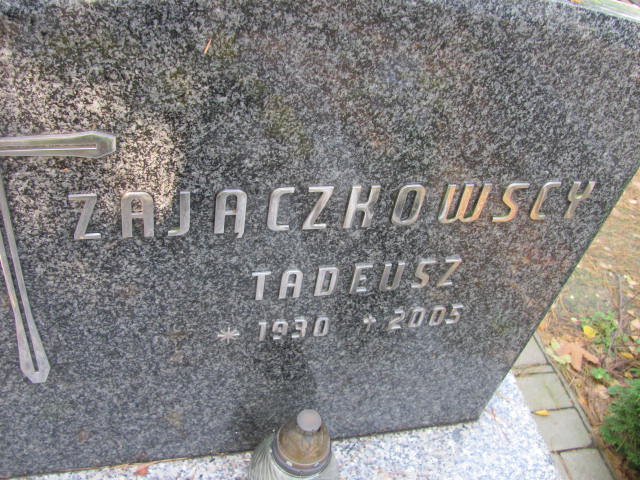 ZAJĄCZKOWSCY
TADEUSZ
* 1930 + 2005